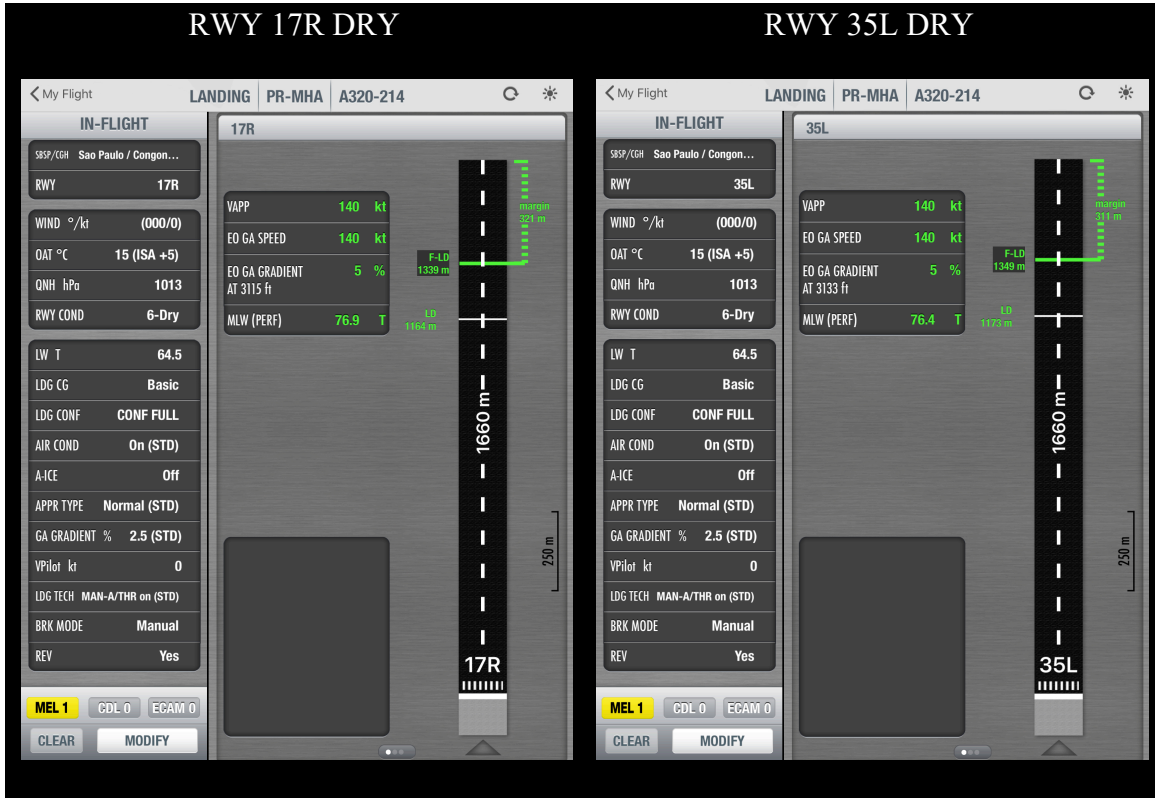 RWY 17R DRY
My Flight
LANDING PR-MHA A320-214
IN-FLIGHT
17R
SBSP/CGH Sao Paulo / Congon...
RWY 17R
WIND °/kt (000/0)
OAT °C 15 (ISA +5)
QNH hPa 1013
RWY COND 6-Dry
LW T 64.5
LDG CG Basic
LDG CONF CONF FULL
AIR COND On (STD)
A-ICE Off
APPR TYPE Normal (STD)
GA GRADIENT % 2.5 (STD)
VPilot kt 0
LDG TECH MAN-A/THR on (STD)
BRK MODE Manual
REV Yes
MEL 1 CDL 0 ECAM 0
CLEAR MODIFY
VAPP 140 kt
EO GA SPEED 140 kt
EO GA GRADIENT 5 %
AT 3115 ft
MLW (PERF) 76.9 T
margin
321 m
F-LD
1339 m
LD
1164 m
1660 m
250 m
17R
RWY 35L DRY
My Flight
LANDING PR-MHA A320-214
IN-FLIGHT
35L
SBSP/CGH Sao Paulo / Congon...
RWY 35L
WIND °/kt (000/0)
OAT °C 15 (ISA +5)
QNH hPa 1013
RWY COND 6-Dry
LW T 64.5
LDG CG Basic
LDG CONF CONF FULL
AIR COND On (STD)
A-ICE Off
APPR TYPE Normal (STD)
GA GRADIENT % 2.5 (STD)
VPilot kt 0
LDG TECH MAN-A/THR on (STD)
BRK MODE Manual
REV Yes
MEL 1 CDL 0 ECAM 0
CLEAR MODIFY
VAPP 140 kt
EO GA SPEED 140 kt
EO GA GRADIENT 5 %
AT 3133 ft
MLW (PERF) 76.4 T
margin
311 m
F-LD
1349 m
LD
1173 m
1660 m
250 m
35L